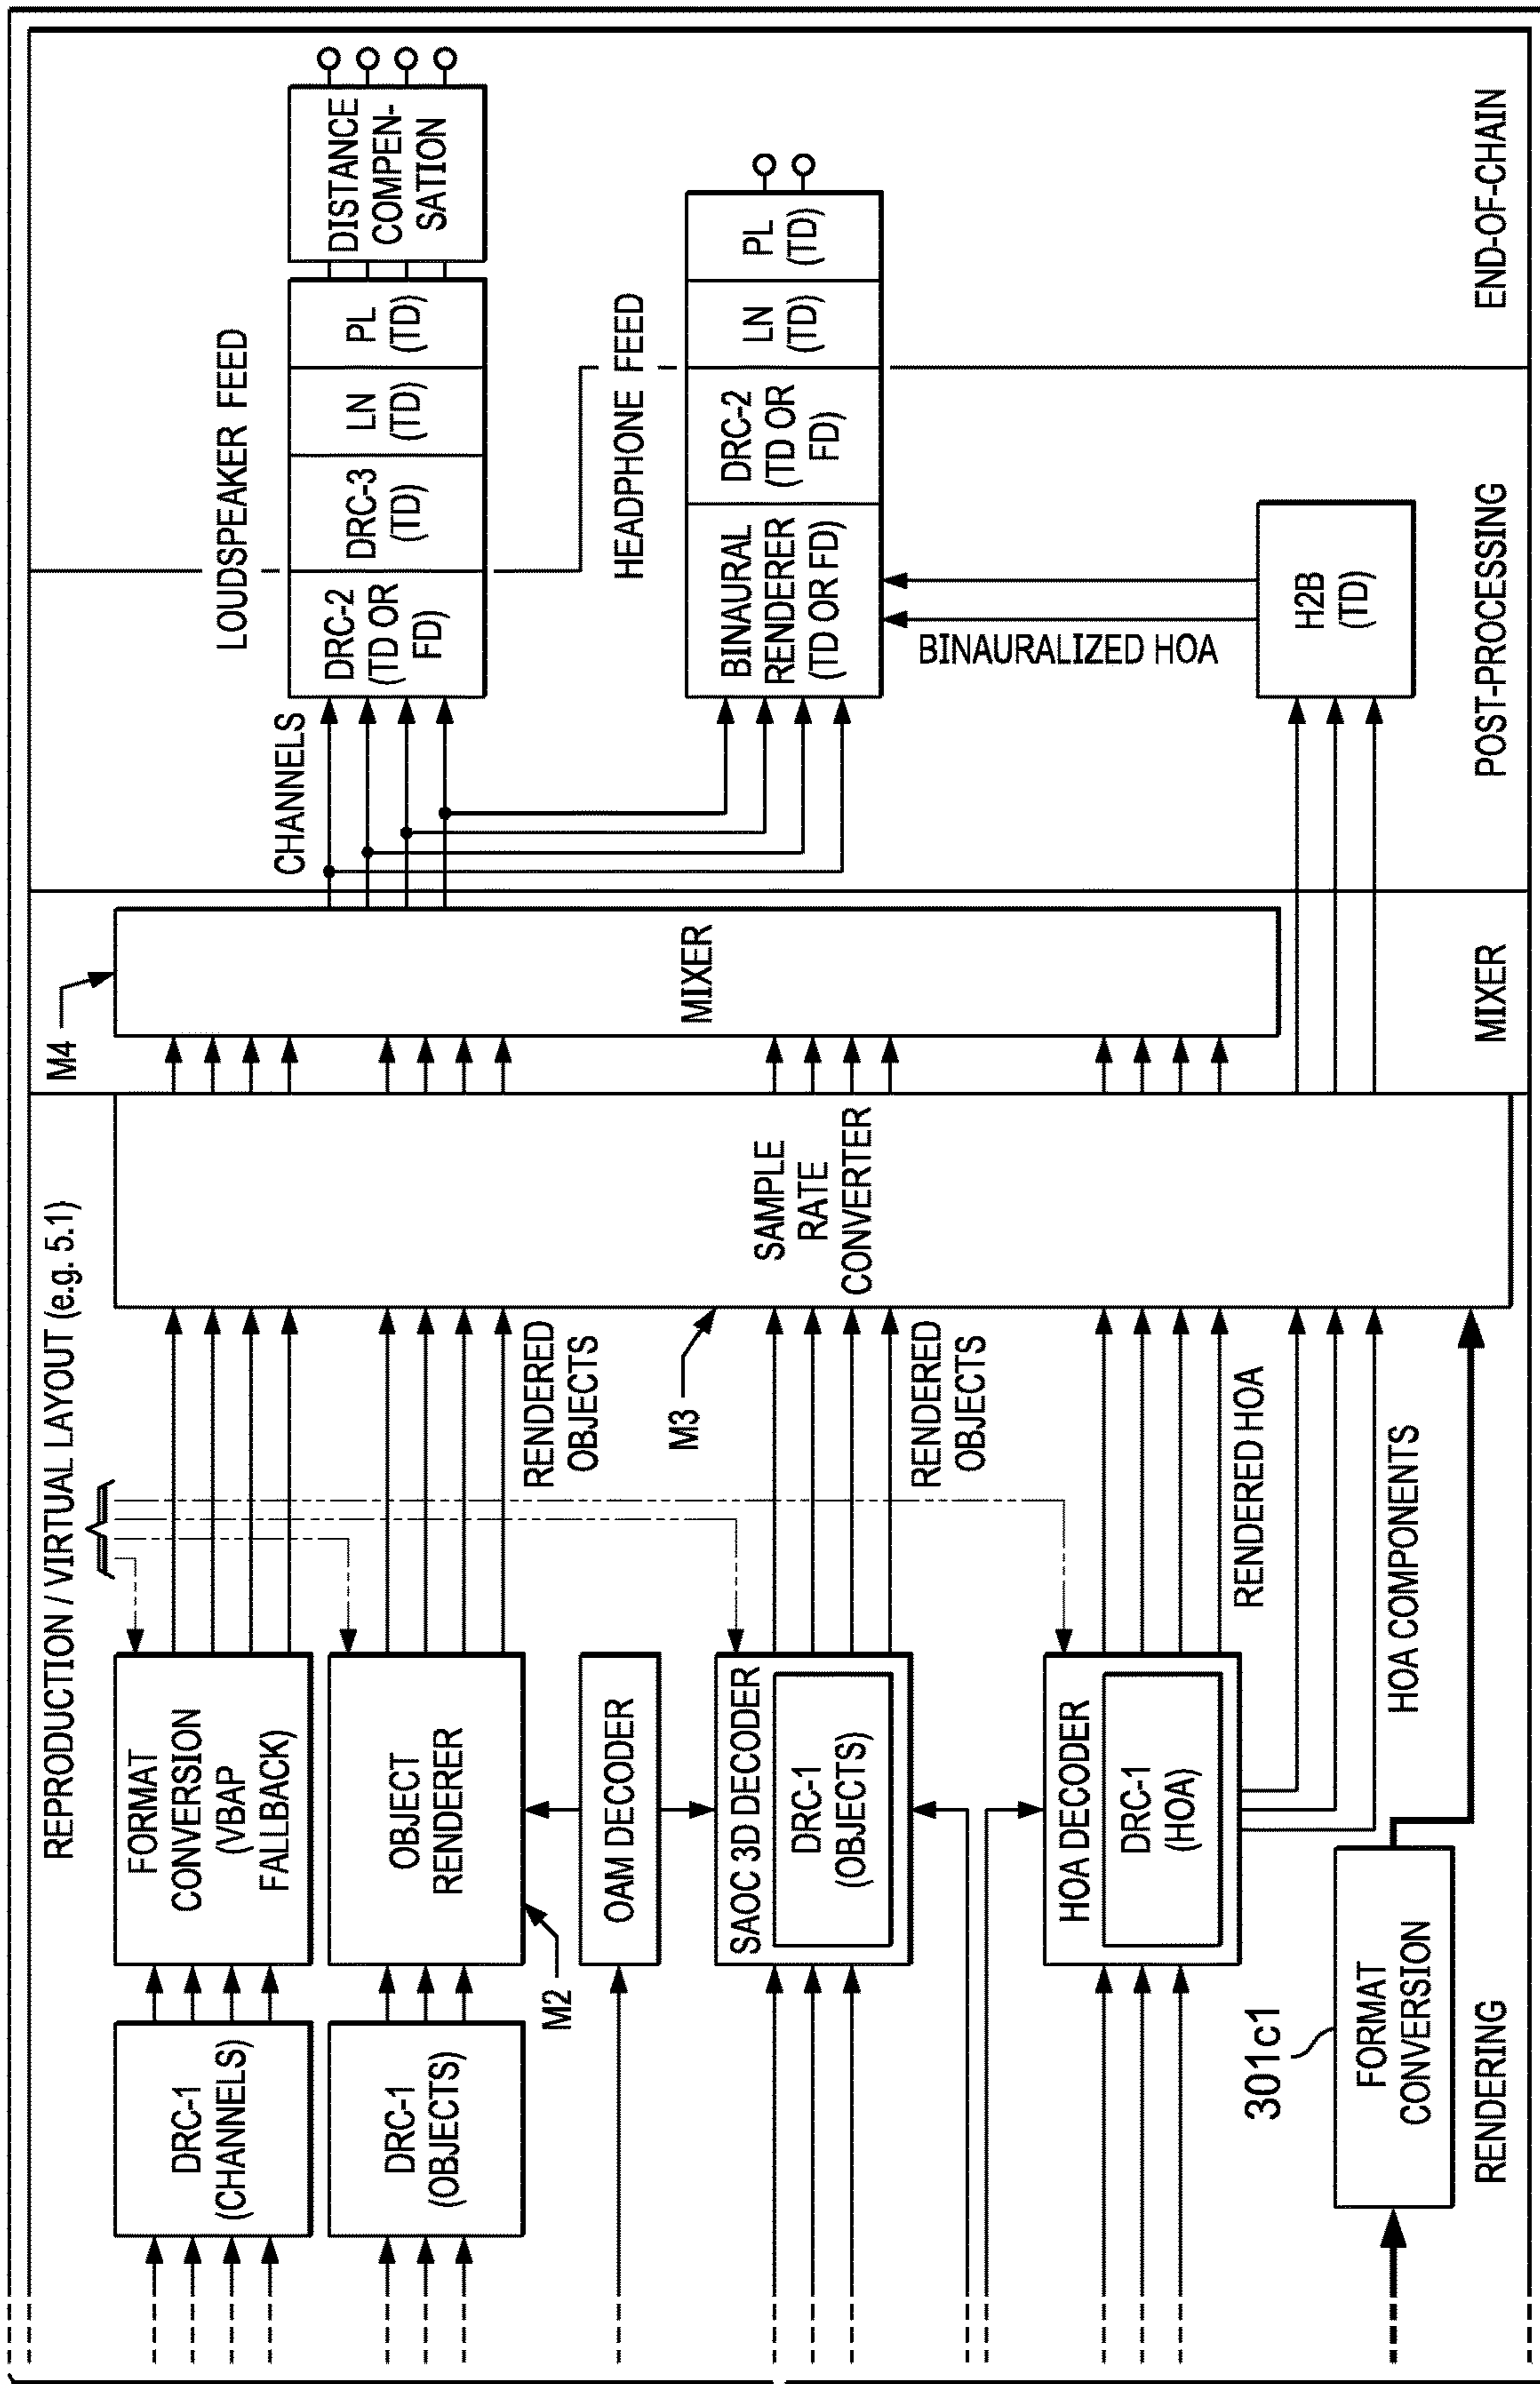 REPRODUCTION / VIRTUAL LAYOUT (e.g. 5.1)
DRC-1
(CHANNELS)
FORMAT
CONVERSION
(VBAP
FALLBACK)
DRC-1
(OBJECTS)
OBJECT
RENDERER
M2
RENDERED
OBJECTS
OAM DECODER
SAOC 3D DECODER
DRC-1
(OBJECTS)
M3
RENDERED
OBJECTS
HOA DECODER
DRC-1
(HOA)
RENDERED HOA
HOA COMPONENTS
301c1
FORMAT
CONVERSION
RENDERING
SAMPLE
RATE
CONVERTER
M4
MIXER
MIXER
CHANNELS
LOUDSPEAKER FEED
DRC-2
(TD OR
FD)
DRC-3
(TD)
LN
(TD)
PL
(TD)
DISTANCE
COMPEN-
SATION
HEADPHONE FEED
BINAURAL
RENDERER
(TD OR FD)
DRC-2
(TD OR
FD)
LN
(TD)
PL
(TD)
BINAURALIZED HOA
H2B
(TD)
POST-PROCESSING
END-OF-CHAIN